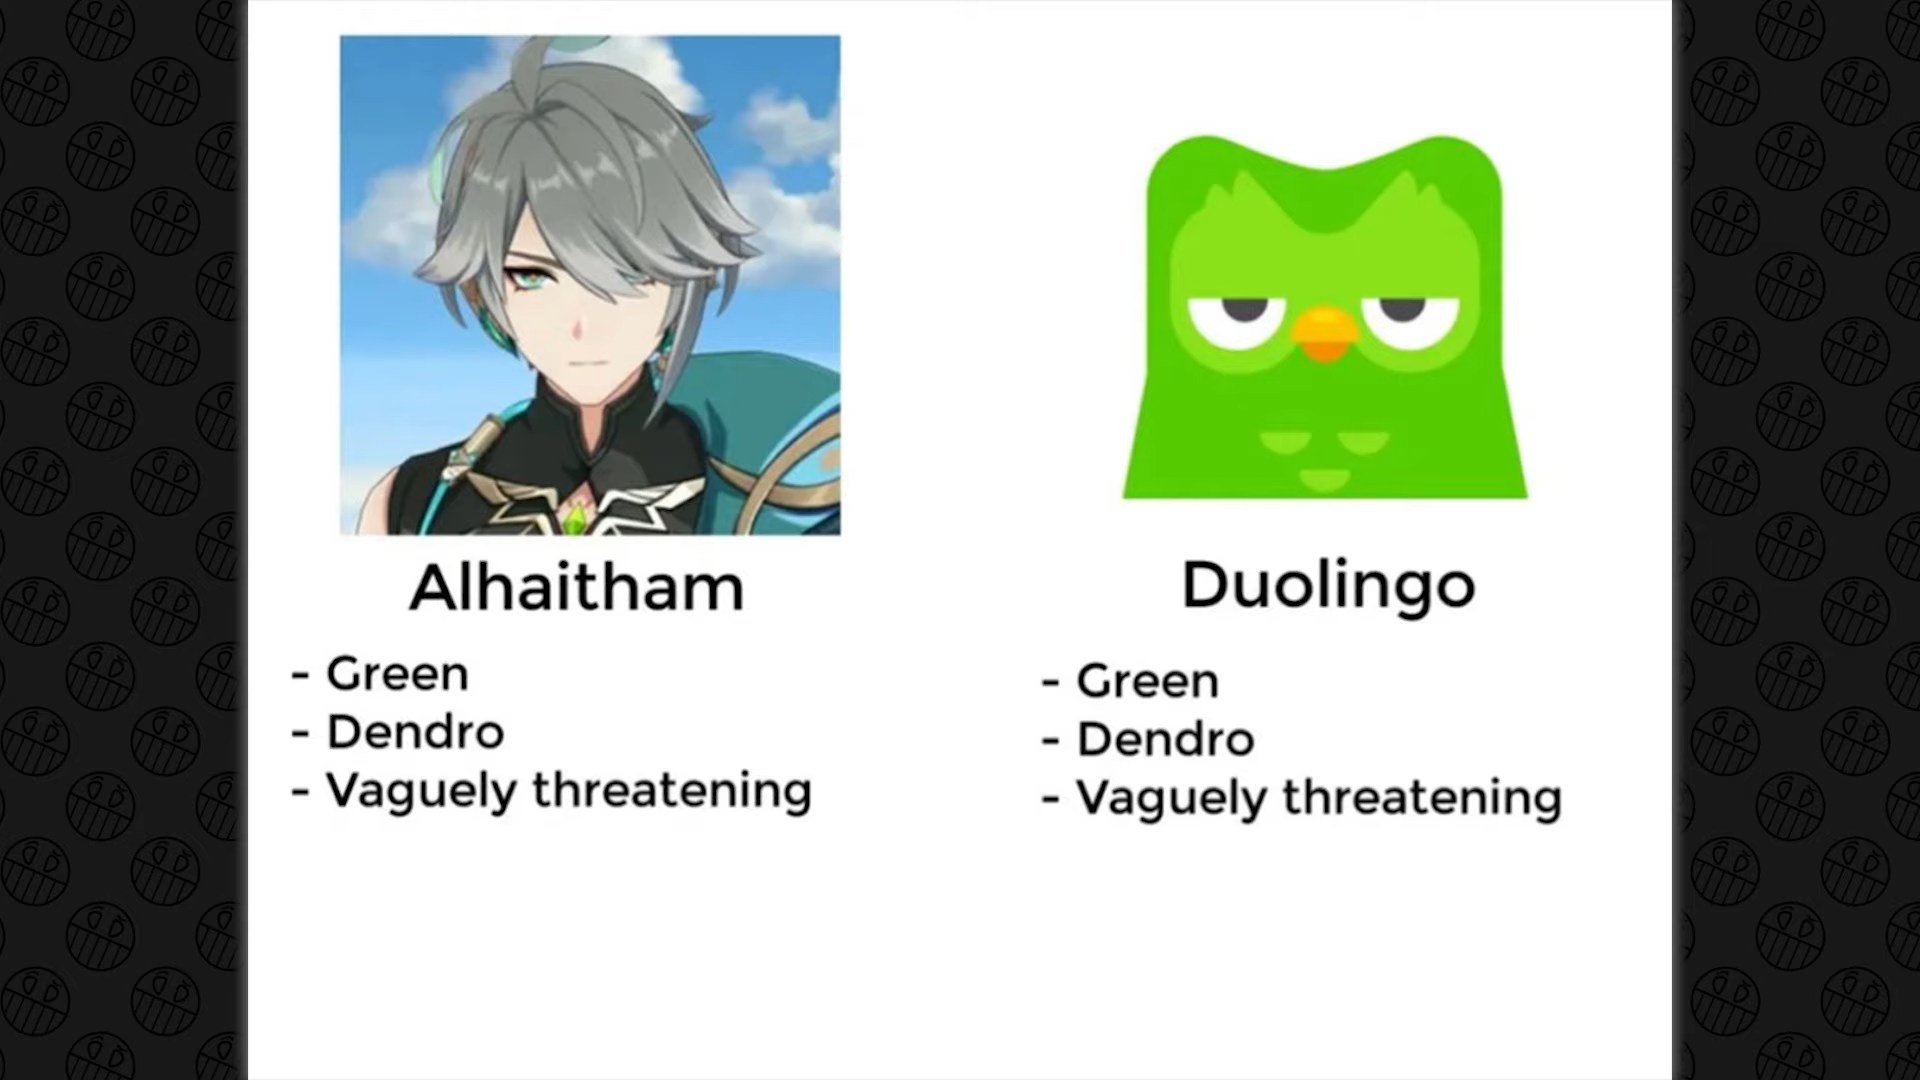 Alhaitham
- Green
- Dendro
- Vaguely threatening
Duolingo
- Green
- Dendro
- Vaguely threatening